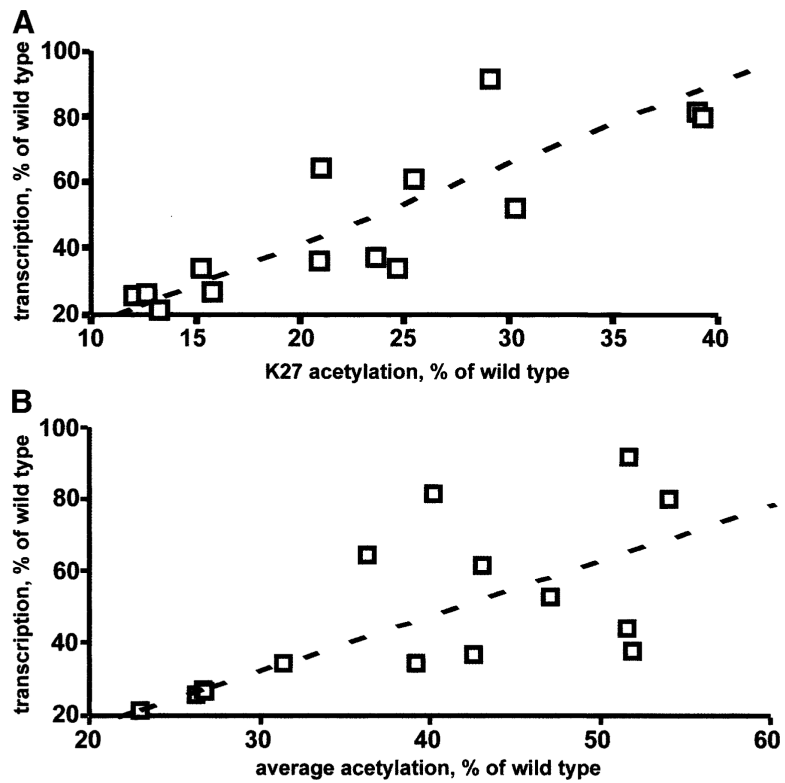 A
transcription, % of wild type
100
80
60
40
20
10 15 20 25 30 35 40
K27 acetylation, % of wild type
B
transcription, % of wild type
100
80
60
40
20
20 30 40 50 60
average acetylation, % of wild type